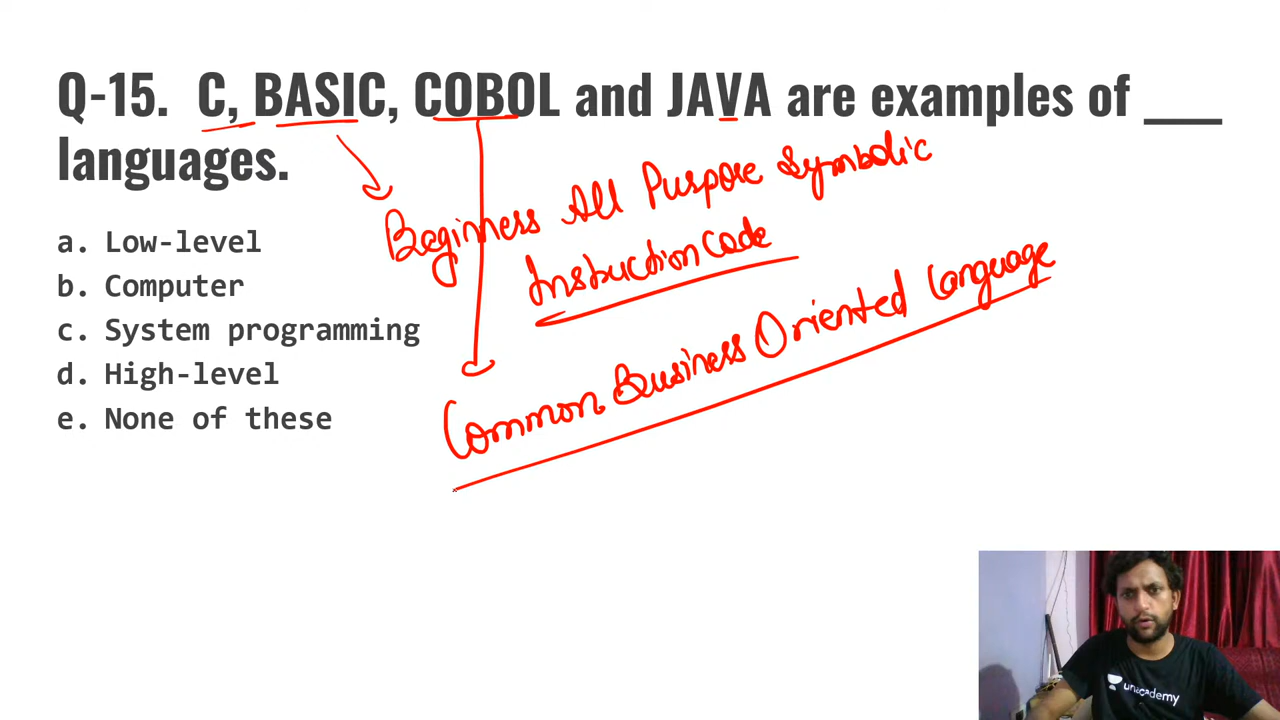 Q-15. C, BASIC, COBOL and JAVA are examples of ___
languages.
a. Low-level
b. Computer
c. System programming
d. High-level
e. None of these
Beginness All Purpose Symbolic
Instruction Code
Common Business Oriented Language
unacademy